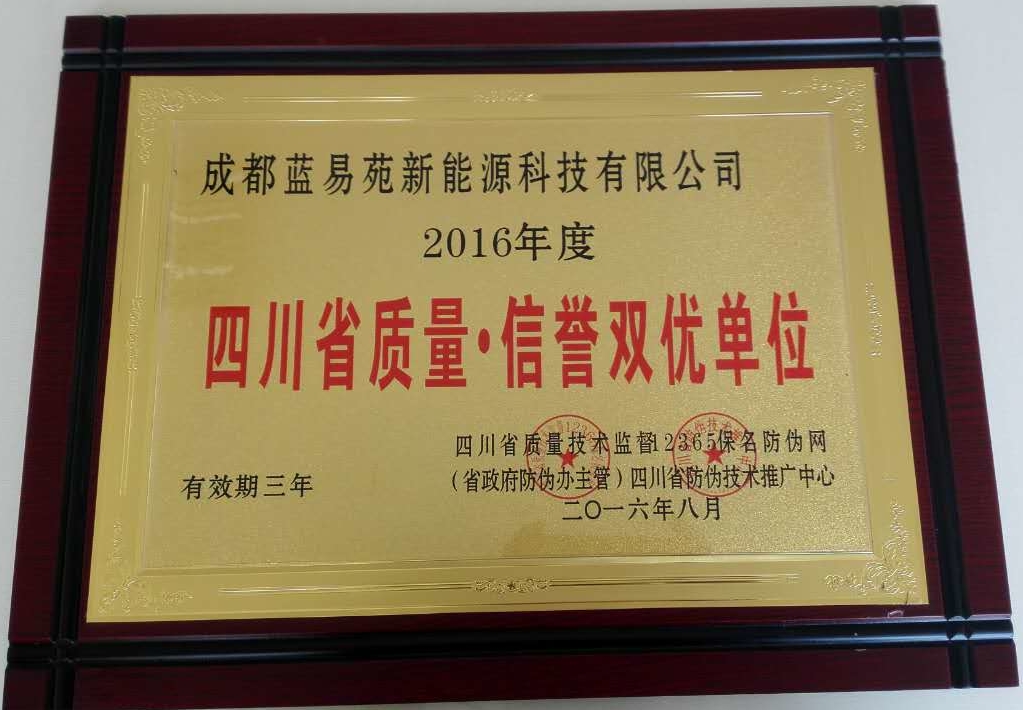 成都蓝易苑新能源科技有限公司
2016年度
四川省质量·信誉双优单位
四川省质量技术监督12365保名防伪网
有效期三年
（省政府防伪办主管）四川省防伪技术推广中心
二〇一六年八月